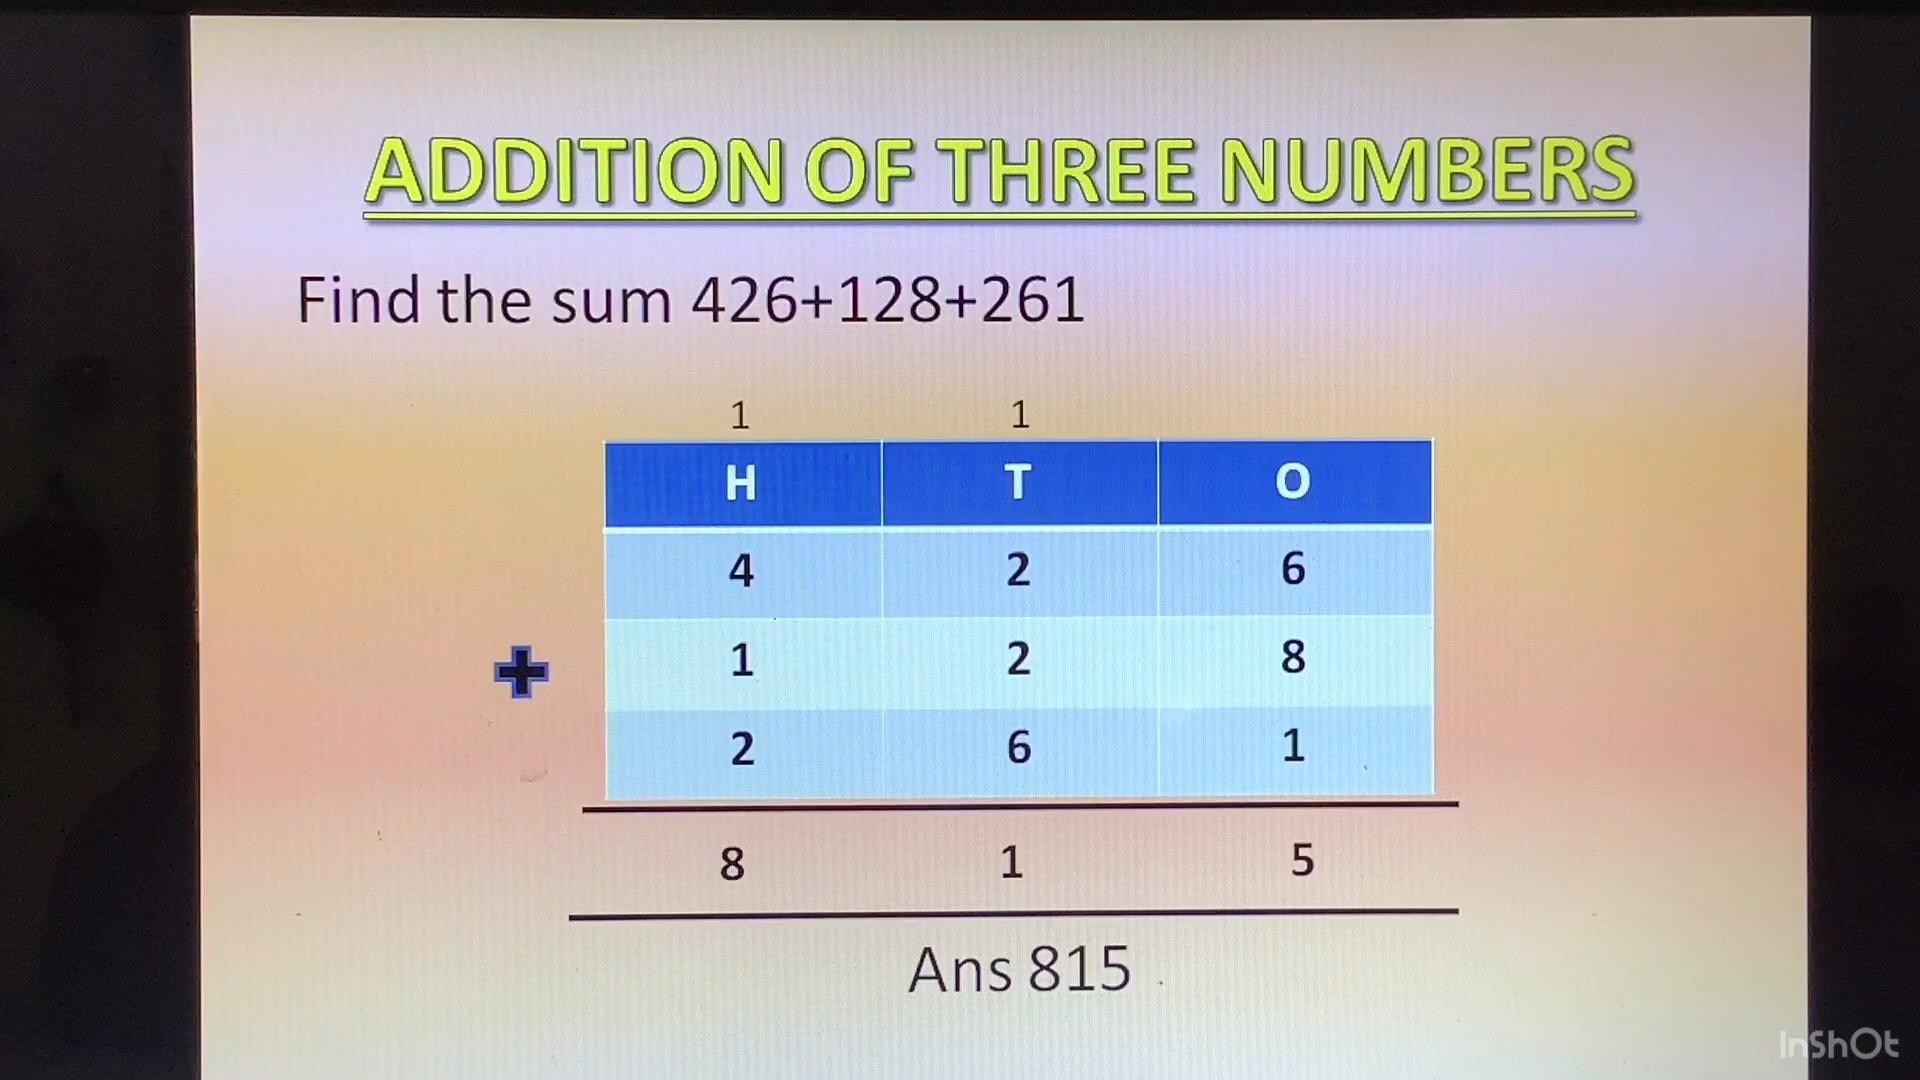 ADDITION OF THREE NUMBERS
Find the sum 426+128+261
1 1
H T O
4 2 6
+ 1 2 8
2 6 1
8 1 5
Ans 815
InShOt